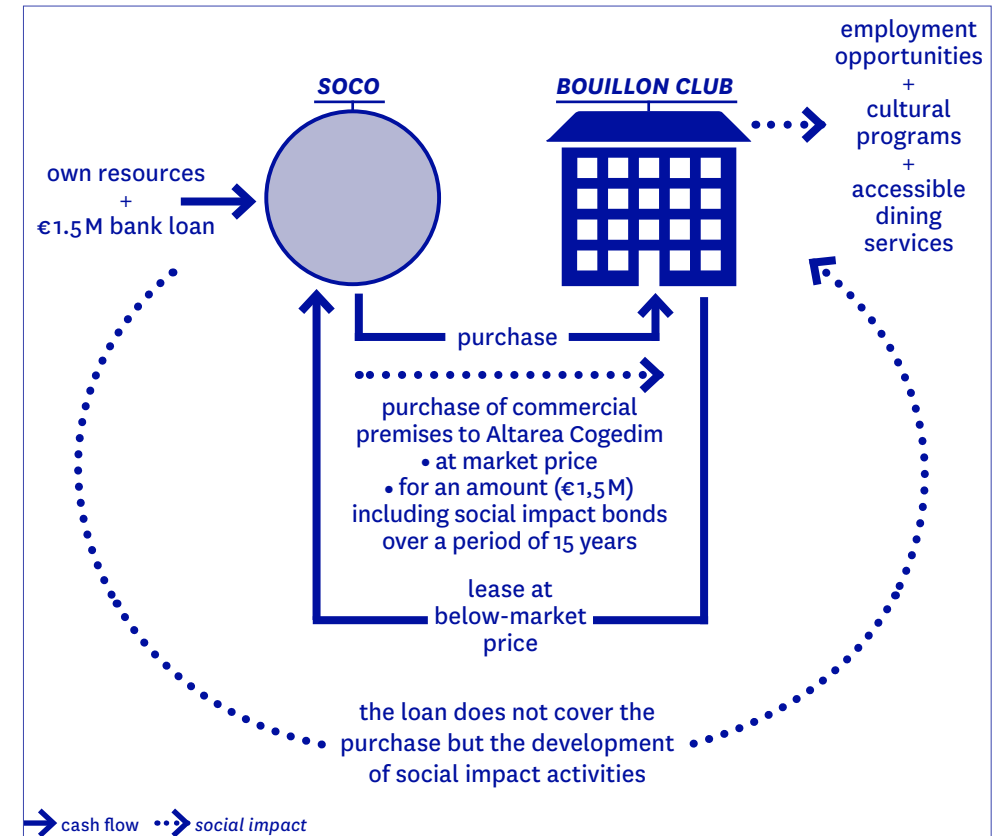 SOCO
BOUILLON CLUB
employment
opportunities
+
cultural
programs
+
accessible
dining
services
own resources
+
€1.5M bank loan
purchase
purchase of commercial
premises to Altarea Cogedim
• at market price
• for an amount (€1,5M)
including social impact bonds
over a period of 15 years
lease at
below-market
price
the loan does not cover the
purchase but the development
of social impact activities
cash flow
social impact